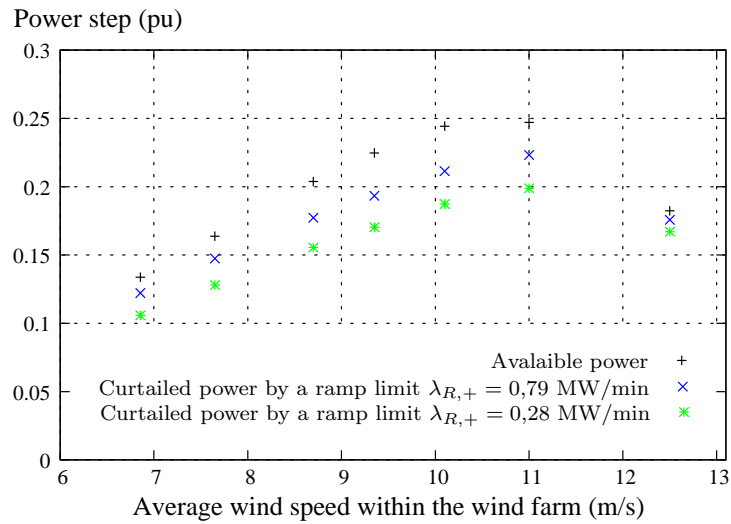 Power step (pu)
0.3
0.25
0.2
0.15
0.1
0.05
0
Avalaible power
Curtailed power by a ramp limit λR,+ = 0,79 MW/min
Curtailed power by a ramp limit λR,+ = 0,28 MW/min
6 7 8 9 10 11 12 13
Average wind speed within the wind farm (m/s)